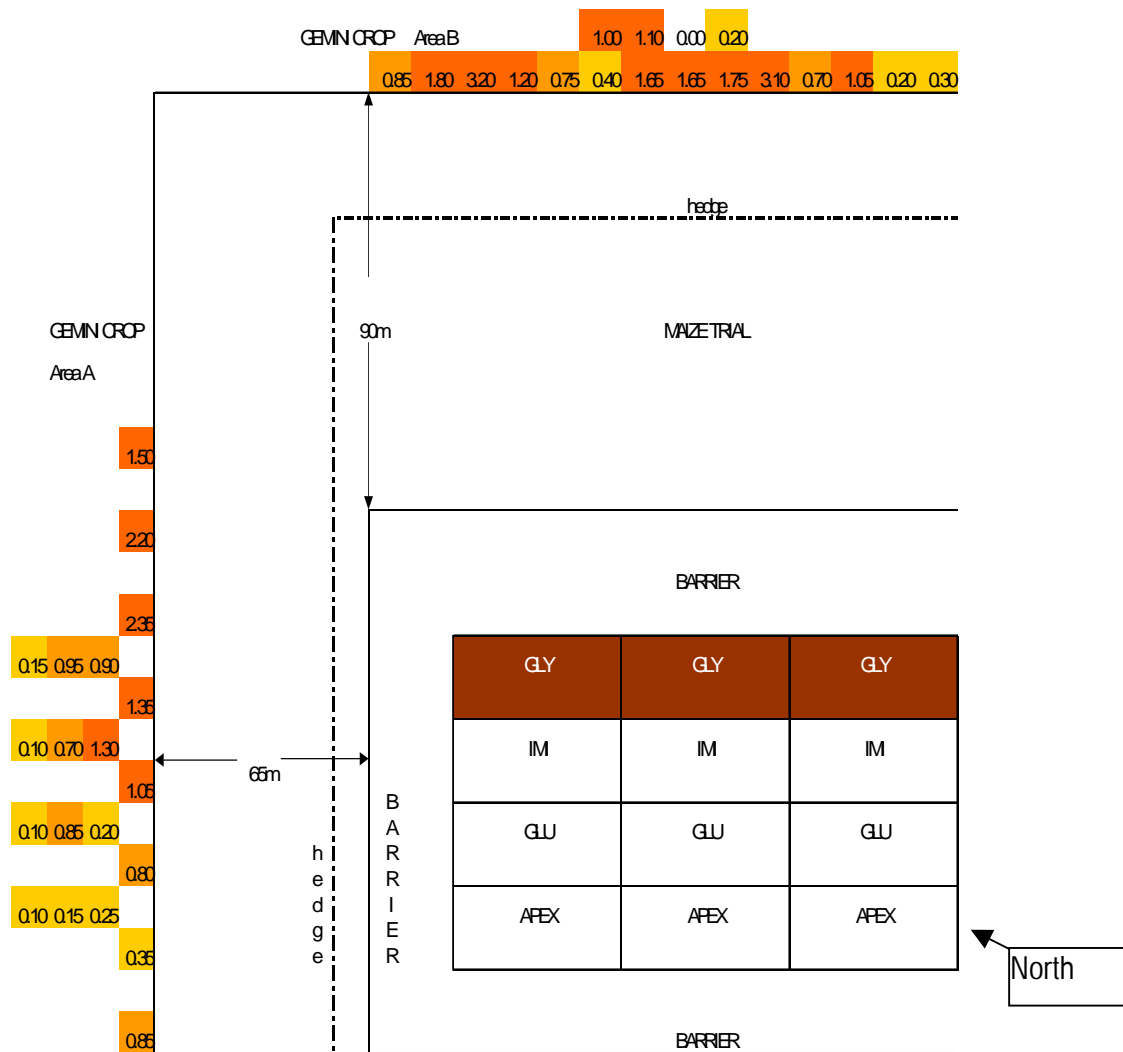 GEMINI CROP Area B 1.00 1.10 0.00 0.20
0.85 1.80 3.20 1.20 0.75 0.40 1.65 1.65 1.75 3.10 0.70 1.05 0.20 0.30
hedge
GEMINI CROP
Area A
90m
MAIZE TRIAL
1.50
2.20
BARRIER
2.35
0.15 0.95 0.90
GLY GLY GLY
1.35
0.10 0.70 1.30
IMI IMI IMI
1.05
65m
BARRIER
0.10 0.85 0.20
GLU GLU GLU
hedge
0.80
0.10 0.15 0.25
APEX APEX APEX
0.35
North
0.85
BARRIER